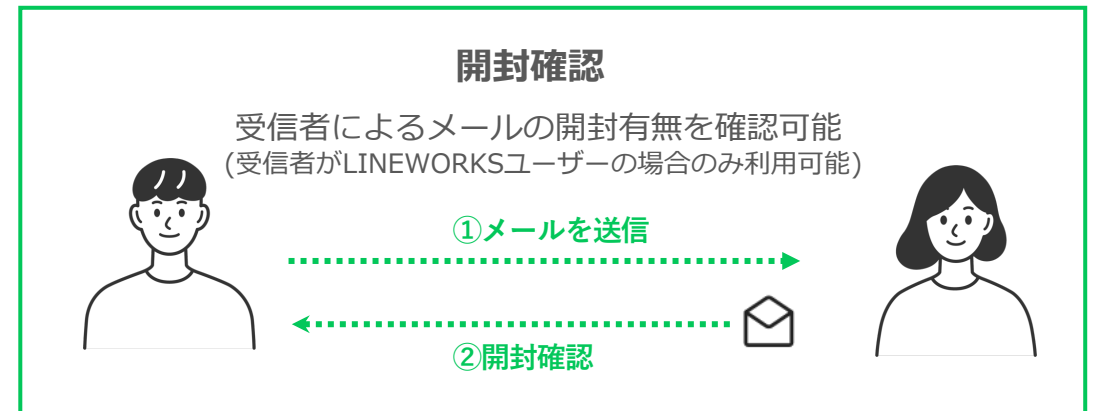 開封確認
受信者によるメールの開封有無を確認可能
(受信者がLINEWORKSユーザーの場合のみ利用可能)
①メールを送信
②開封確認